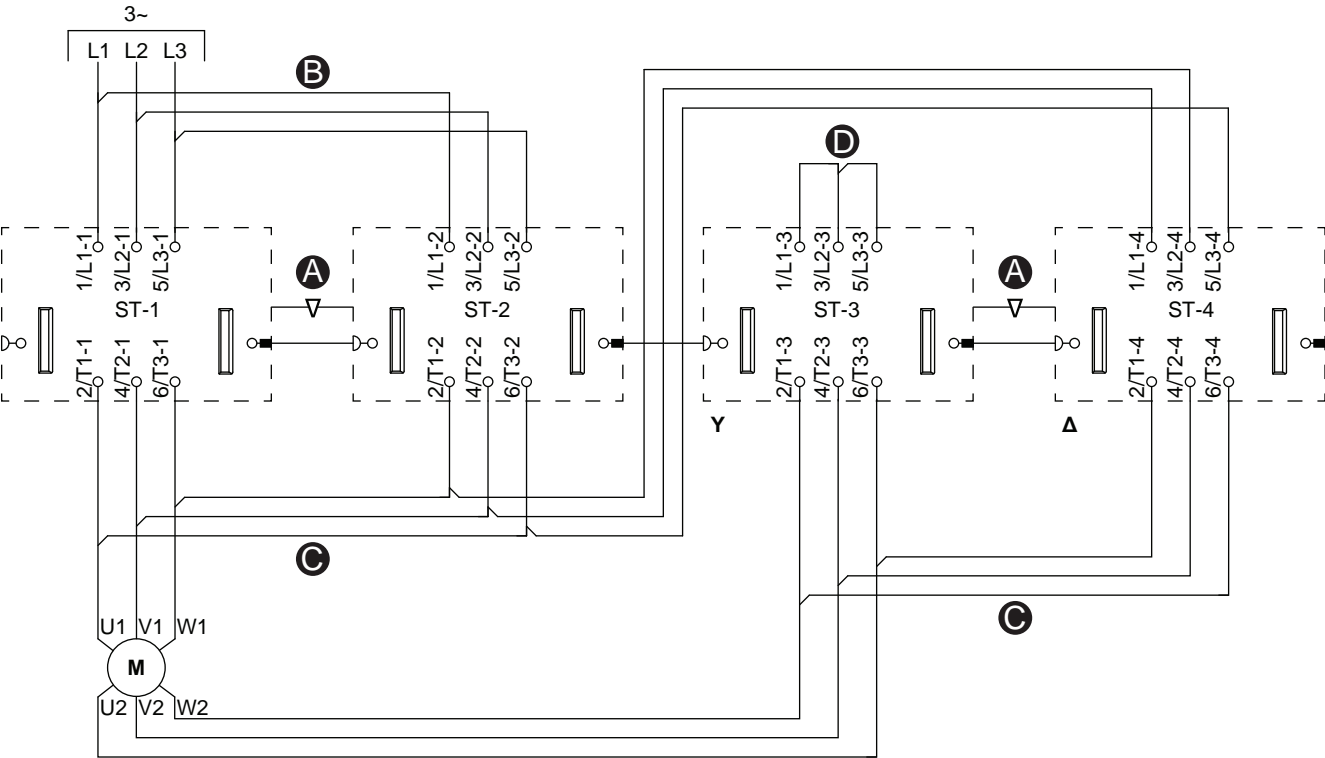 3~
L1 L2 L3
B
D
1/L1-1 3/L2-1 5/L3-1
A
1/L1-2 3/L2-2 5/L3-2
1/L1-3 3/L2-3 5/L3-3
A
1/L1-4 3/L2-4 5/L3-4
ST-1
ST-2
ST-3
ST-4
2/T1-1 4/T2-1 6/T3-1
2/T1-2 4/T2-2 6/T3-2
2/T1-3 4/T2-3 6/T3-3
2/T1-4 4/T2-4 6/T3-4
Y
Δ
C
C
U1 V1 W1
M
U2 V2 W2